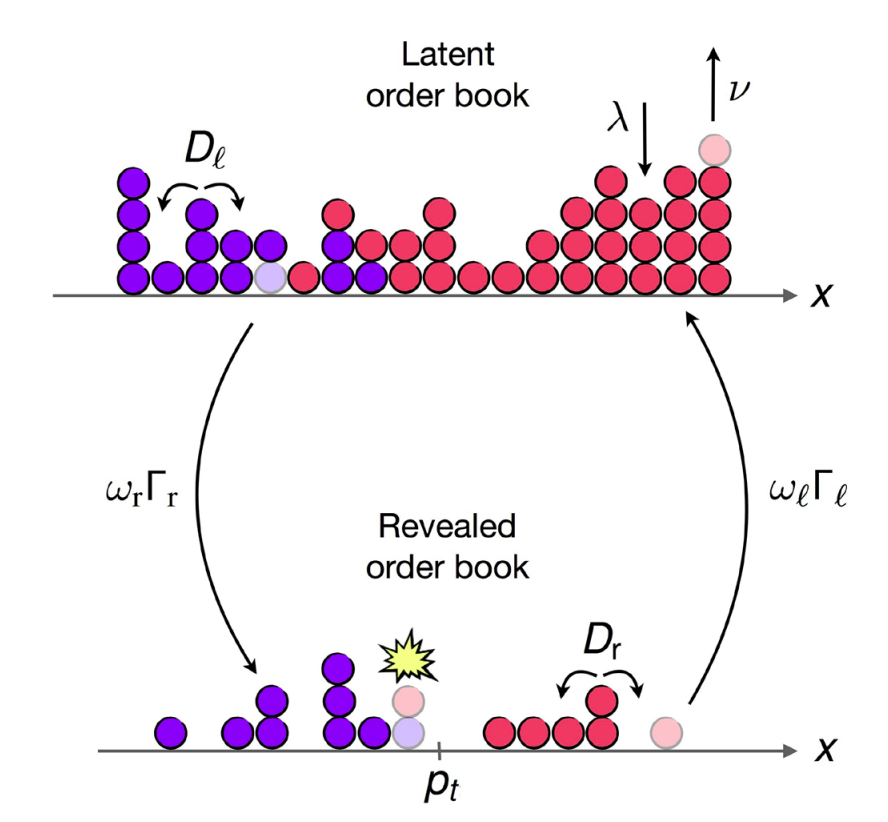 Latent
order book
λ
ν
D_ℓ
x
ω_rΓ_r
ω_ℓΓ_ℓ
Revealed
order book
D_r
x
p_t